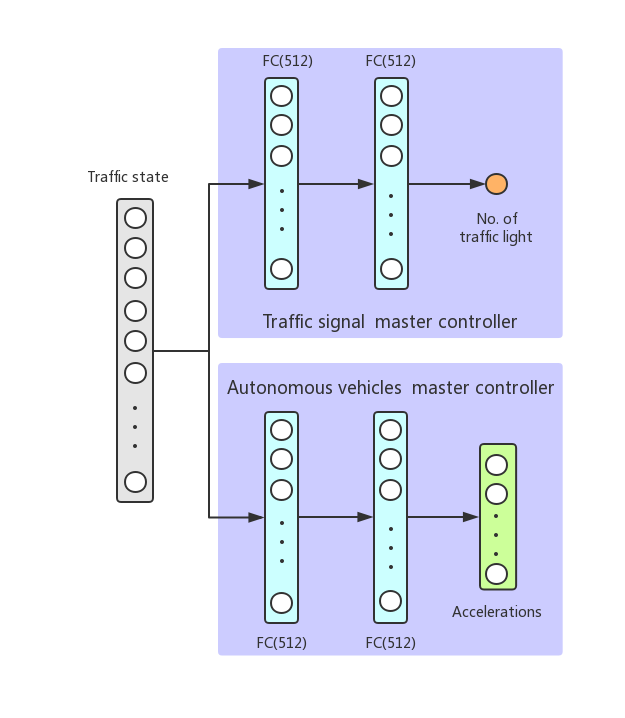 FC(512)
FC(512)
Traffic state
No. of
traffic light
Traffic signal master controller
Autonomous vehicles master controller
Accelerations
FC(512)
FC(512)